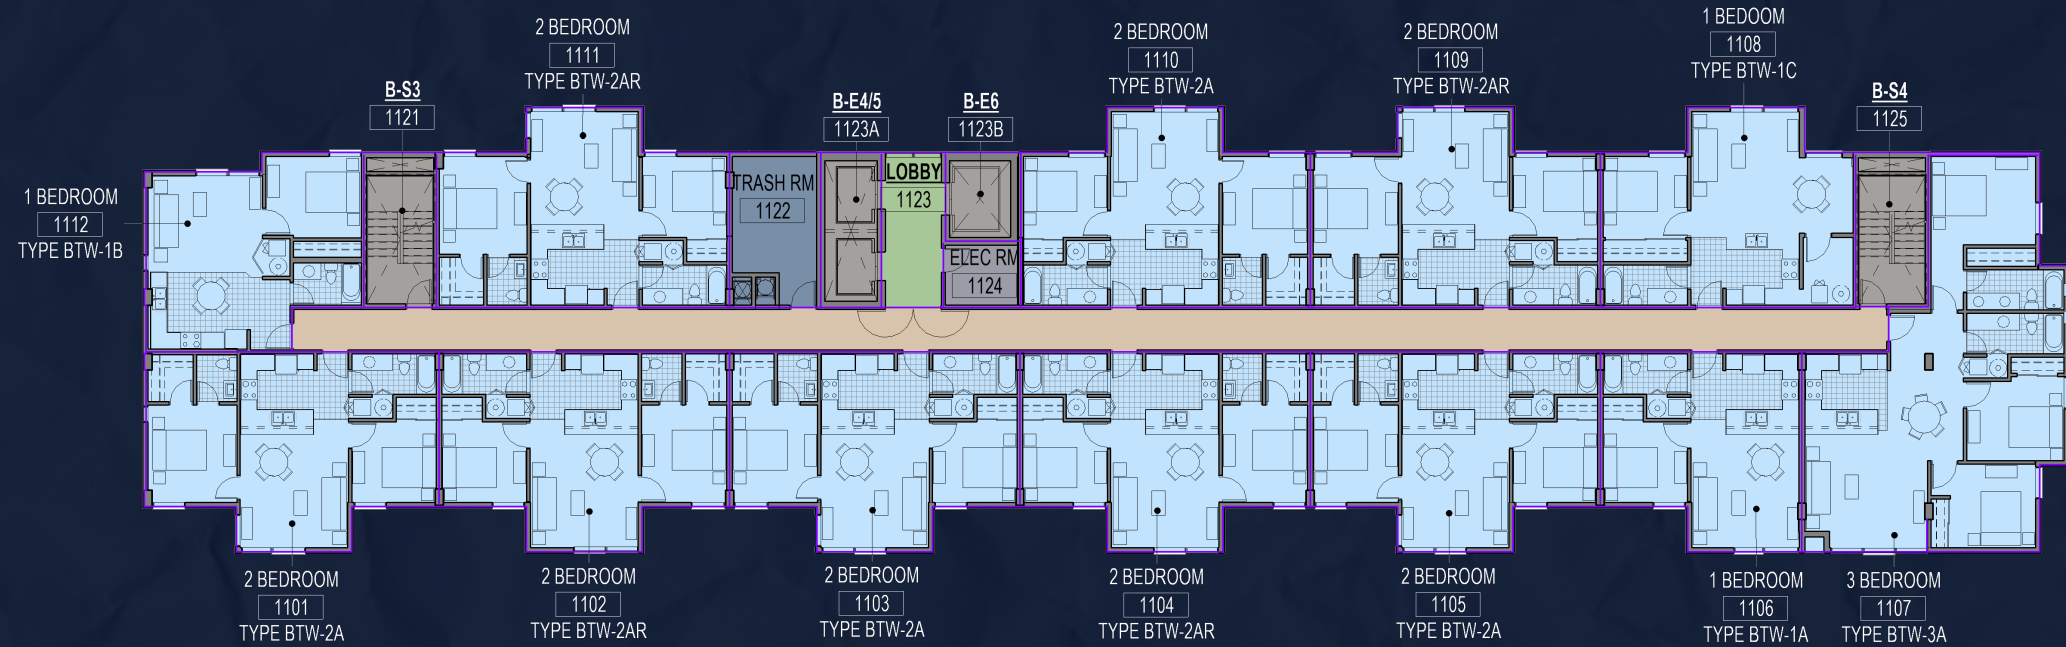 2 BEDROOM
1111
TYPE BTW-2AR
2 BEDROOM
1110
TYPE BTW-2A
2 BEDROOM
1109
TYPE BTW-2AR
1 BEDOOM
1108
TYPE BTW-1C
B-S3
1121
B-E4/5
1123A
B-E6
1123B
B-S4
1125
1 BEDROOM
1112
TYPE BTW-1B
TRASH RM
1122
LOBBY
1123
ELEC RM
1124
2 BEDROOM
1101
TYPE BTW-2A
2 BEDROOM
1102
TYPE BTW-2AR
2 BEDROOM
1103
TYPE BTW-2A
2 BEDROOM
1104
TYPE BTW-2AR
2 BEDROOM
1105
TYPE BTW-2A
1 BEDROOM
1106
TYPE BTW-1A
3 BEDROOM
1107
TYPE BTW-3A